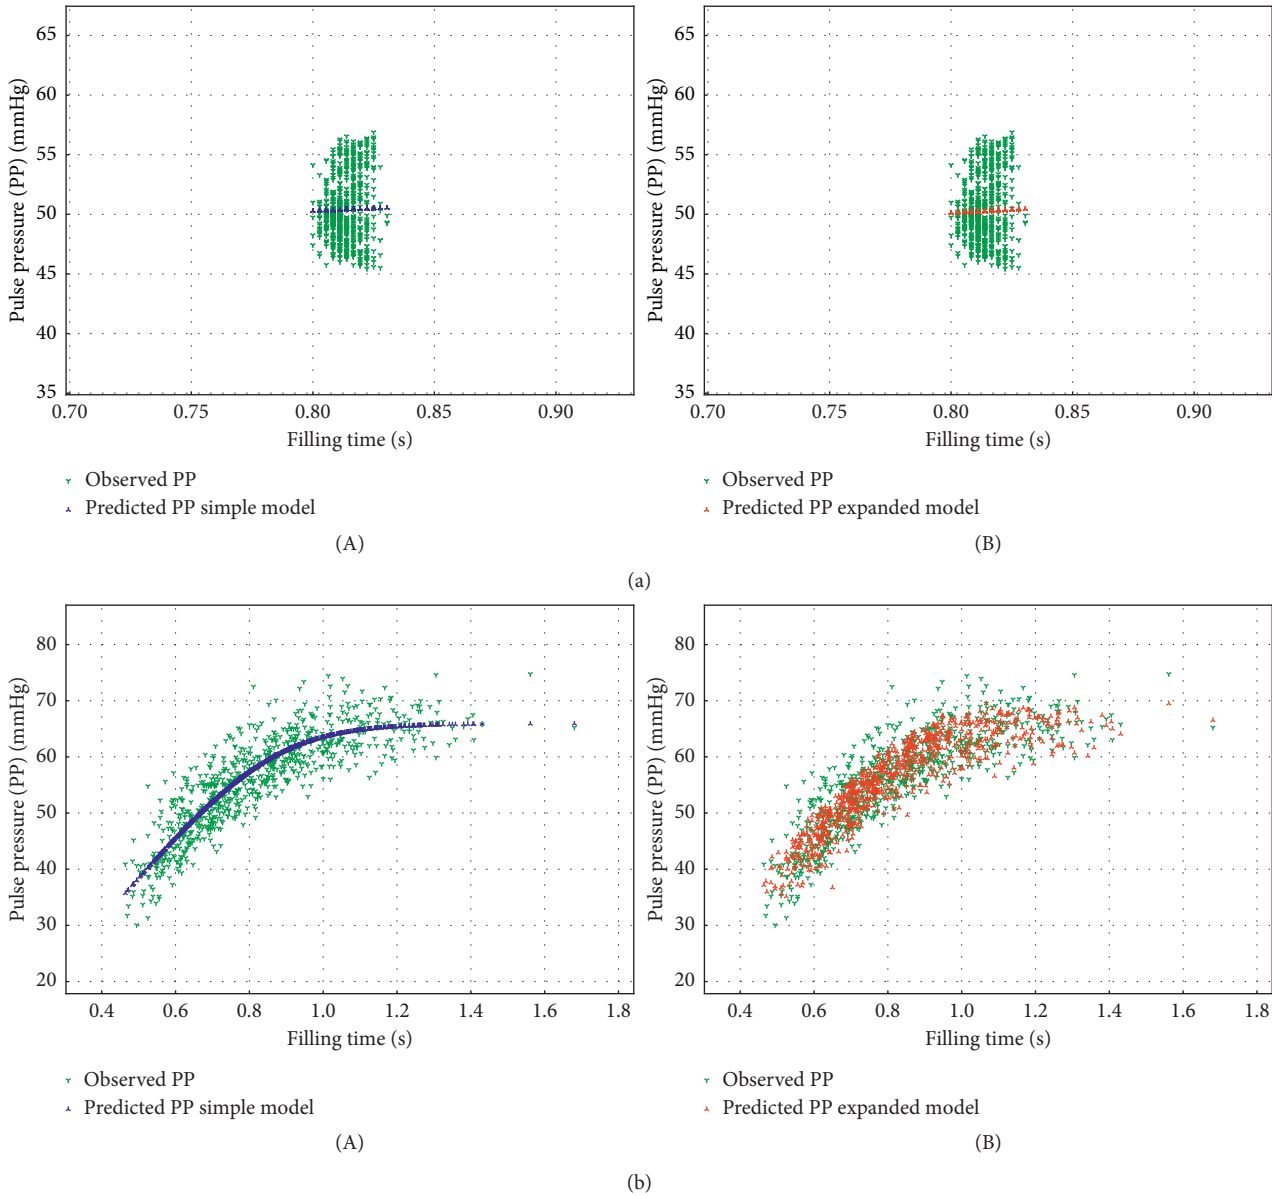 65
60
55
50
45
40
35
Pulse pressure (PP) (mmHg)
0.70 0.75 0.80 0.85 0.90
Filling time (s)
Observed PP
Predicted PP simple model
(A)
65
60
55
50
45
40
35
Pulse pressure (PP) (mmHg)
0.70 0.75 0.80 0.85 0.90
Filling time (s)
Observed PP
Predicted PP expanded model
(B)
(a)
80
70
60
50
40
30
20
Pulse pressure (PP) (mmHg)
0.4 0.6 0.8 1.0 1.2 1.4 1.6 1.8
Filling time (s)
Observed PP
Predicted PP simple model
(A)
80
70
60
50
40
30
20
Pulse pressure (PP) (mmHg)
0.4 0.6 0.8 1.0 1.2 1.4 1.6 1.8
Filling time (s)
Observed PP
Predicted PP expanded model
(B)
(b)